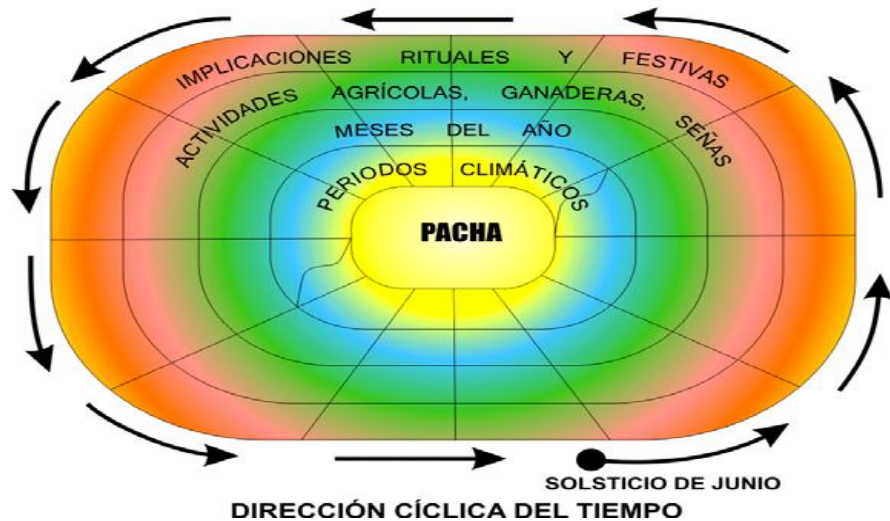 IMPLICACIONES RITUALES Y FESTIVAS
ACTIVIDADES AGRÍCOLAS, GANADERAS, SEÑAS
MESES DEL AÑO
PERIODOS CLIMÁTICOS
PACHA
SOLSTICIO DE JUNIO
DIRECCIÓN CÍCLICA DEL TIEMPO